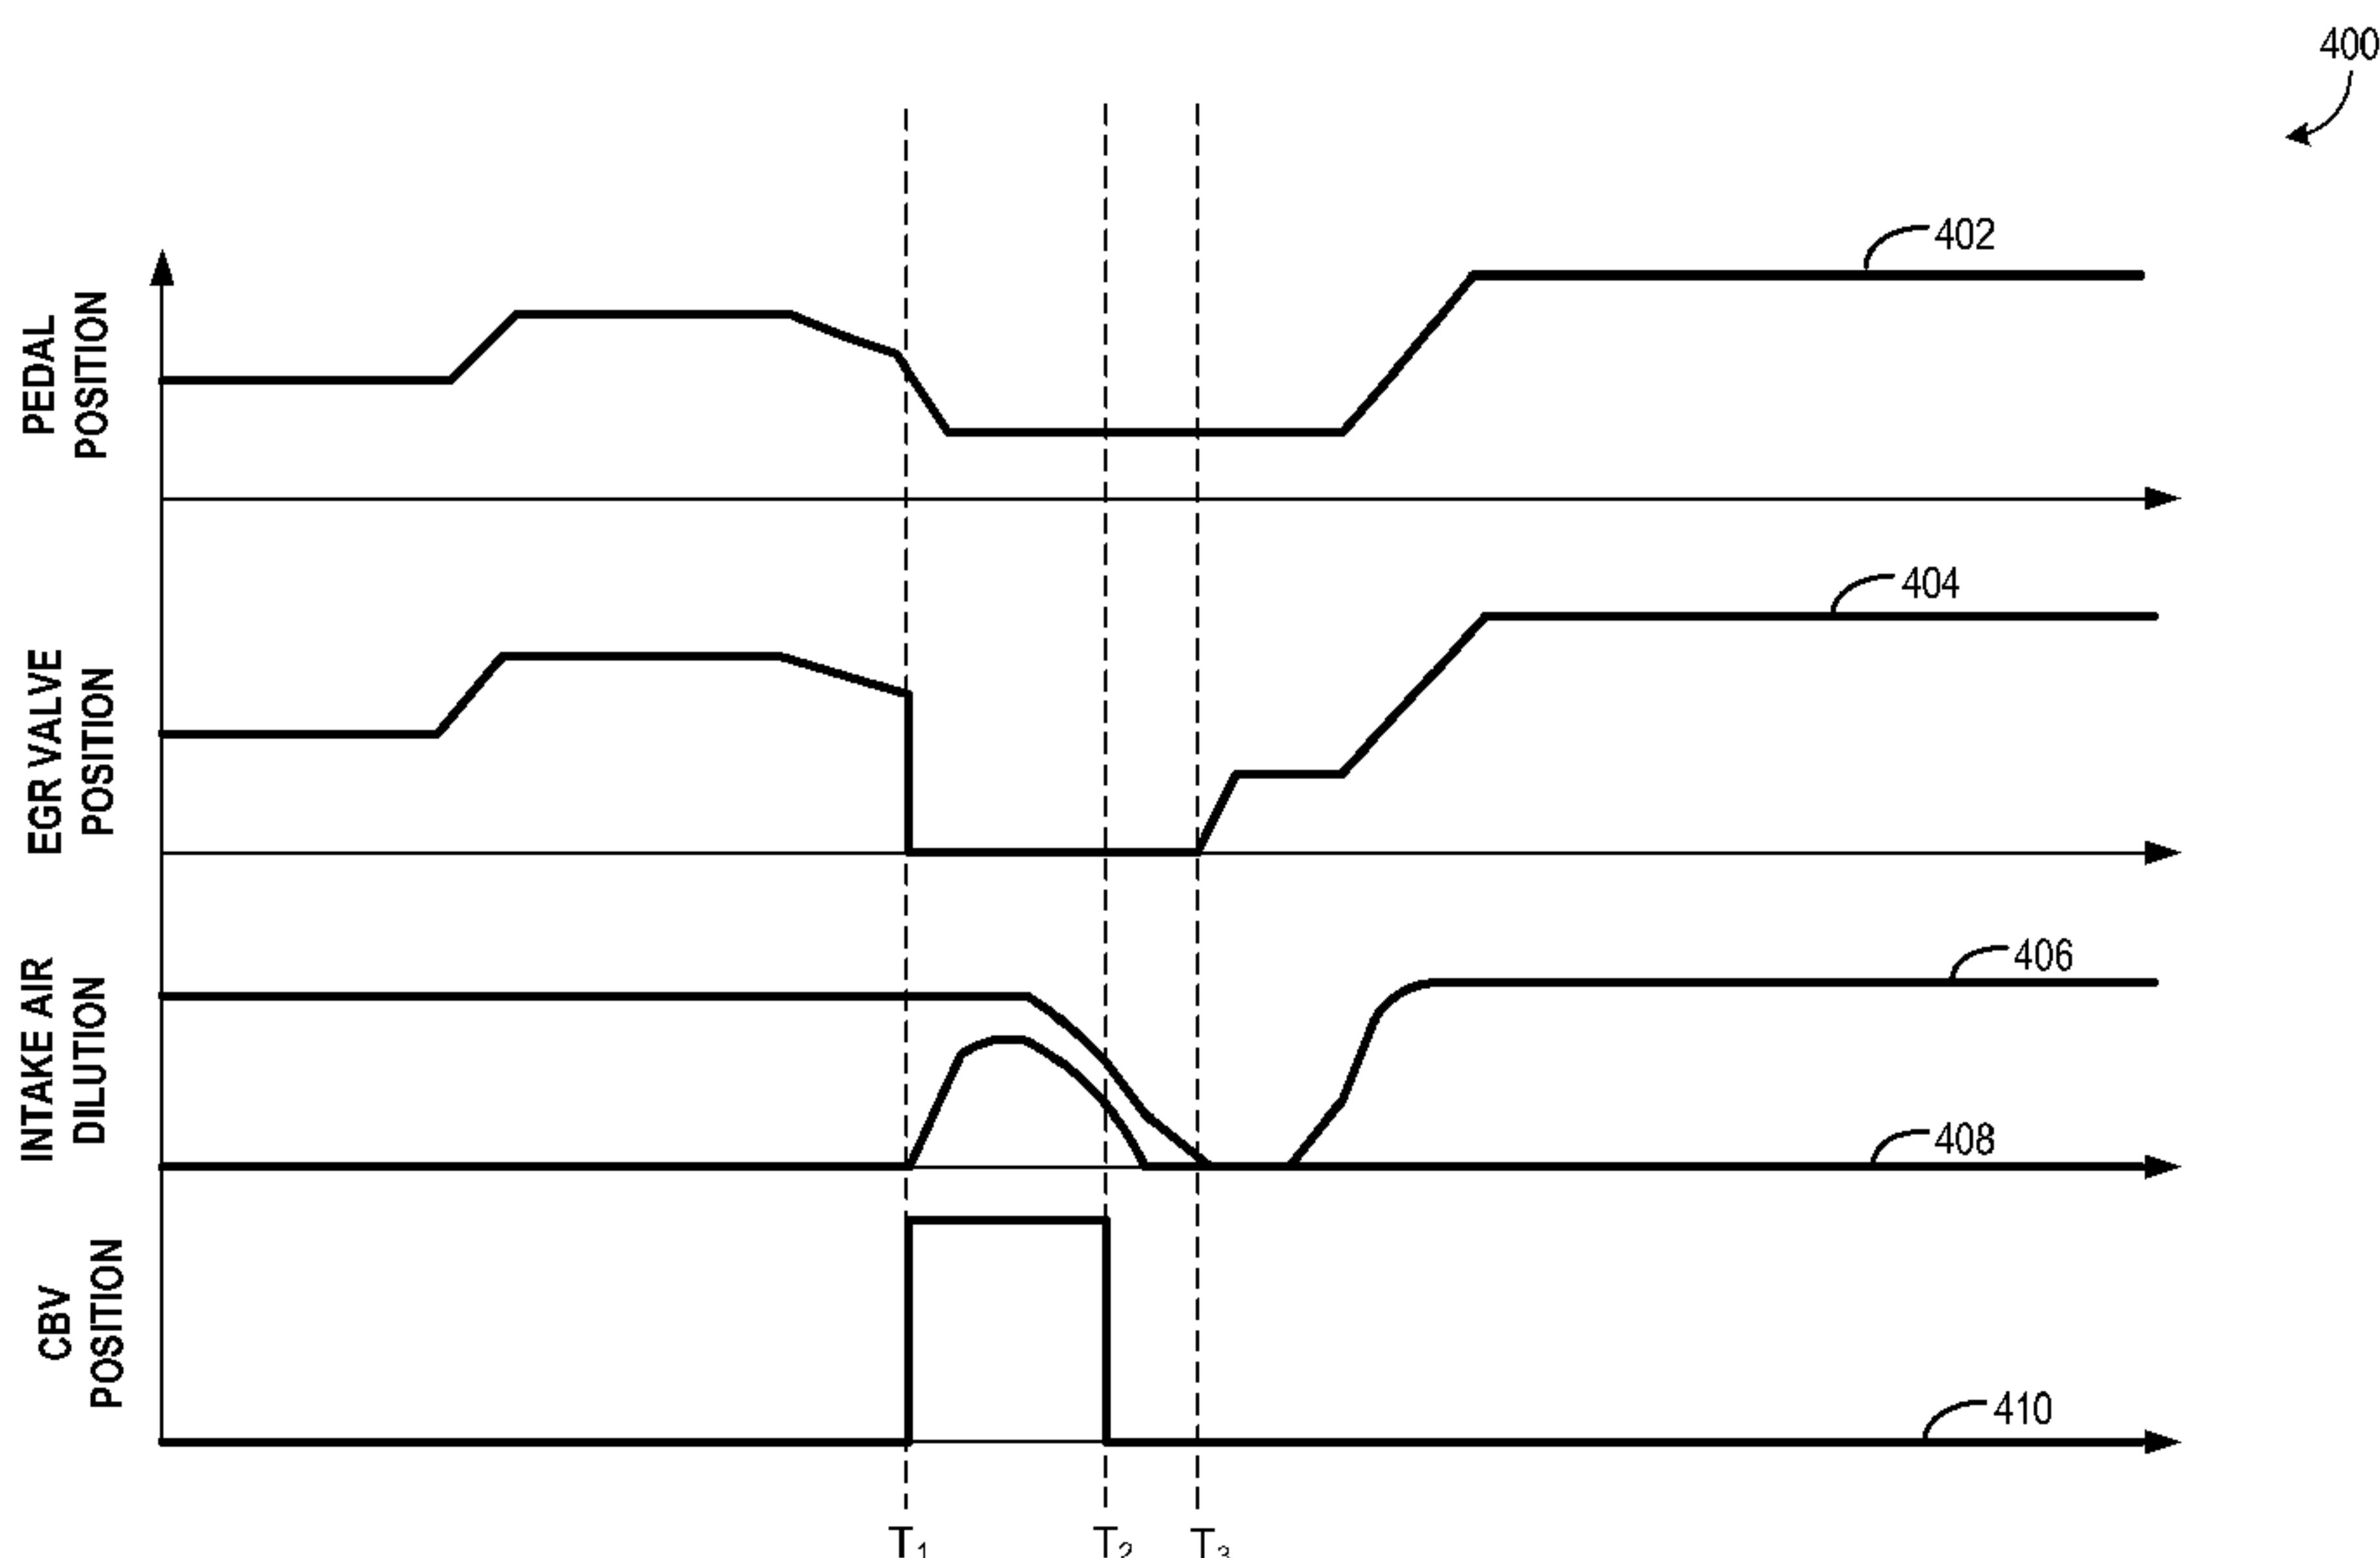 400
402
PEDAL
POSITION
404
EGR VALVE
POSITION
406
INTAKE AIR
DILUTION
408
CBV
POSITION
410
T1 T2 T3